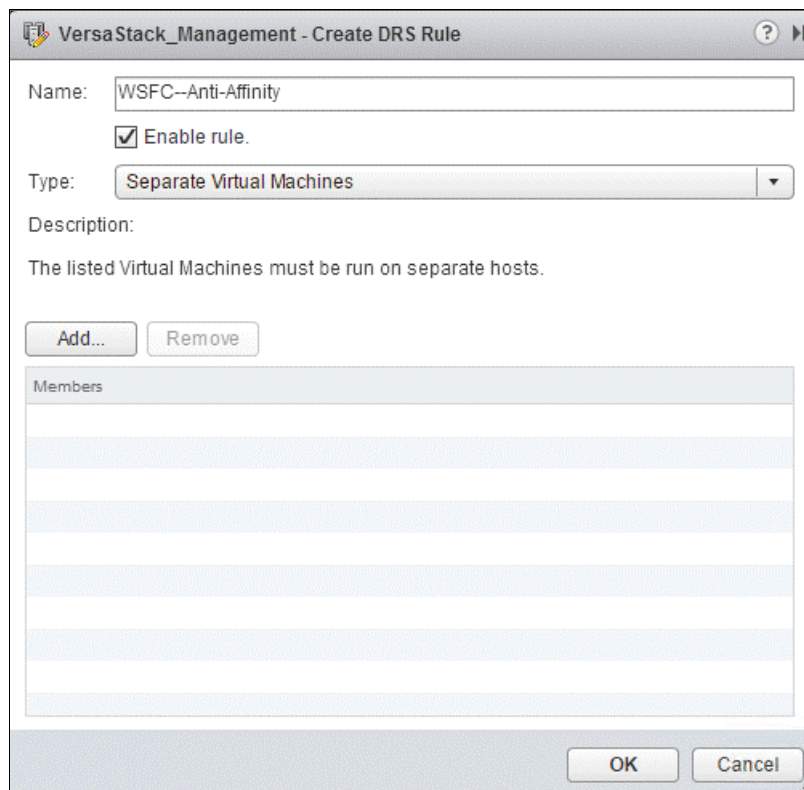 VersaStack_Management - Create DRS Rule ?
Name: WSFC--Anti-Affinity
Enable rule.
Type: Separate Virtual Machines
Description:
The listed Virtual Machines must be run on separate hosts.
Add... Remove
Members
OK Cancel